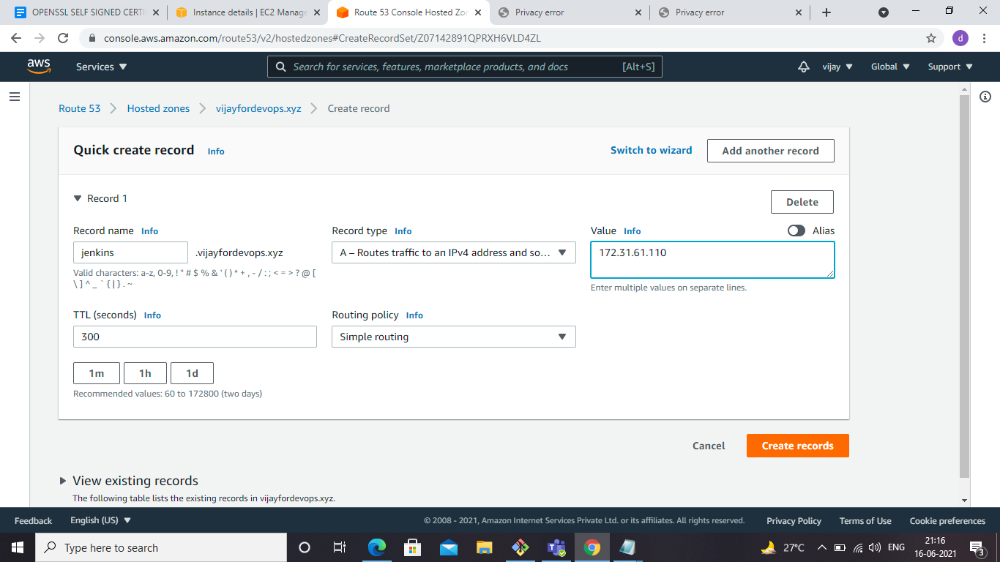 OPENSSL SELF SIGNED CERTI
Instance details | EC2 Manage
Route 53 Console Hosted Zo
Privacy error
Privacy error
console.aws.amazon.com/route53/v2/hostedzones#CreateRecordSet/Z07142891QPRXH6VLD4ZL
d
aws
Services
Search for services, features, marketplace products, and docs
[Alt+S]
vijay
Global
Support
Route 53
Hosted zones
vijayfordevops.xyz
Create record
Quick create record
Info
Switch to wizard
Add another record
Record 1
Delete
Record name Info
Record type Info
Value Info
Alias
jenkins
.vijayfordevops.xyz
A – Routes traffic to an IPv4 address and so...
172.31.61.110
Valid characters: a-z, 0-9, ! " # $ % & ' ( ) * + , - / : ; < = > ? @ [
\ ] ^ _ ` { | } . ~
Enter multiple values on separate lines.
TTL (seconds) Info
Routing policy Info
300
Simple routing
1m
1h
1d
Recommended values: 60 to 172800 (two days)
Cancel
Create records
View existing records
The following table lists the existing records in vijayfordevops.xyz.
Feedback
English (US)
© 2008 - 2021, Amazon Internet Services Private Ltd. or its affiliates. All rights reserved.
Privacy Policy
Terms of Use
Cookie preferences
Type here to search
27°C
ENG
21:16
16-06-2021
3